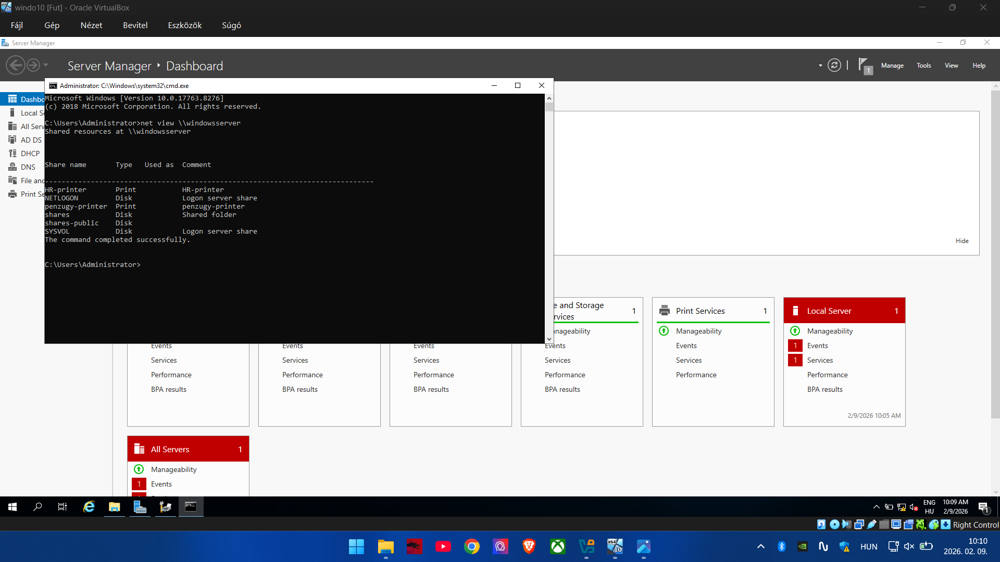 windo10 [Fut] - Oracle VirtualBox
Fájl Gép Nézet Bevitel Eszközök Súgó
Server Manager
Server Manager Dashboard
1
Manage Tools View Help
Administrator: C:\Windows\system32\cmd.exe
Microsoft Windows [Version 10.0.17763.8276]
(c) 2018 Microsoft Corporation. All rights reserved.
C:\Users\Administrator>net view \\windowsserver
Shared resources at \\windowsserver
Share name Type Used as Comment
-------------------------------------------------------------------------------
HR-printer Print HR-printer
NETLOGON Disk Logon server share
penzugy-printer Print penzugy-printer
shares Disk Shared folder
shares-public Disk
SYSVOL Disk Logon server share
The command completed successfully.
C:\Users\Administrator>
Dashbo
Local Se
All Serv
AD DS
DHCP
DNS
File and
Print Se
Hide
e and Storage
rvices
1
anageability
Events
Services
Performance
BPA results
Events
Services
Performance
BPA results
Events
Services
Performance
BPA results
Events
Services
Performance
BPA results
Print Services 1
Manageability
Events
Services
Performance
Local Server 1
Manageability
1 Events
1 Services
Performance
BPA results
2/9/2026 10:05 AM
All Servers 1
Manageability
1 Events
ENG
HU
10:09 AM
2/9/2026
1
Right Control
HUN
10:10
2026. 02. 09.